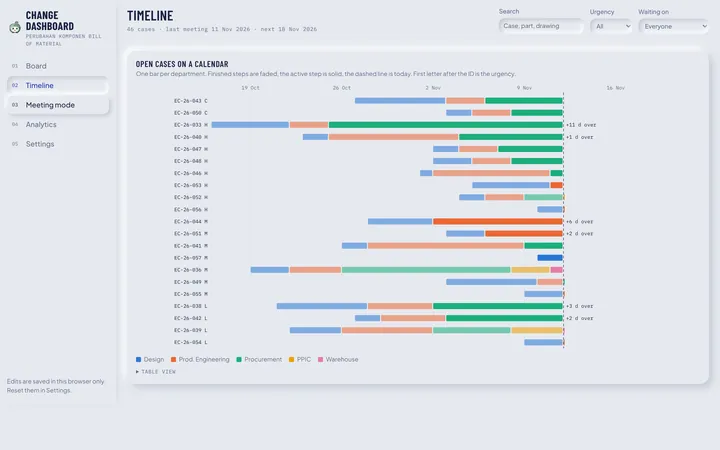 CHANGE
DASHBOARD
PERUBAHAN KOMPONEN BILL
OF MATERIAL
01 Board
02 Timeline
03 Meeting mode
04 Analytics
05 Settings
Edits are saved in this browser only.
Reset them in Settings.
TIMELINE
46 cases · last meeting 11 Nov 2026 · next 18 Nov 2026
Search
Case, part, drawing
Urgency
All
Waiting on
Everyone
OPEN CASES ON A CALENDAR
One bar per department. Finished steps are faded, the active step is solid, the dashed line is today. First letter after the ID is the urgency.
19 Oct 26 Oct 2 Nov 9 Nov 16 Nov
EC-26-043 C
EC-26-050 C
EC-26-033 H +11 d over
EC-26-040 H +1 d over
EC-26-047 H
EC-26-048 H
EC-26-046 H
EC-26-053 H
EC-26-052 H
EC-26-056 H
EC-26-044 M +6 d over
EC-26-051 M +2 d over
EC-26-041 M
EC-26-057 M
EC-26-036 M
EC-26-049 M
EC-26-055 M
EC-26-038 L +3 d over
EC-26-042 L +2 d over
EC-26-039 L
EC-26-054 L
Design Prod. Engineering Procurement PPIC Warehouse
▶ TABLE VIEW